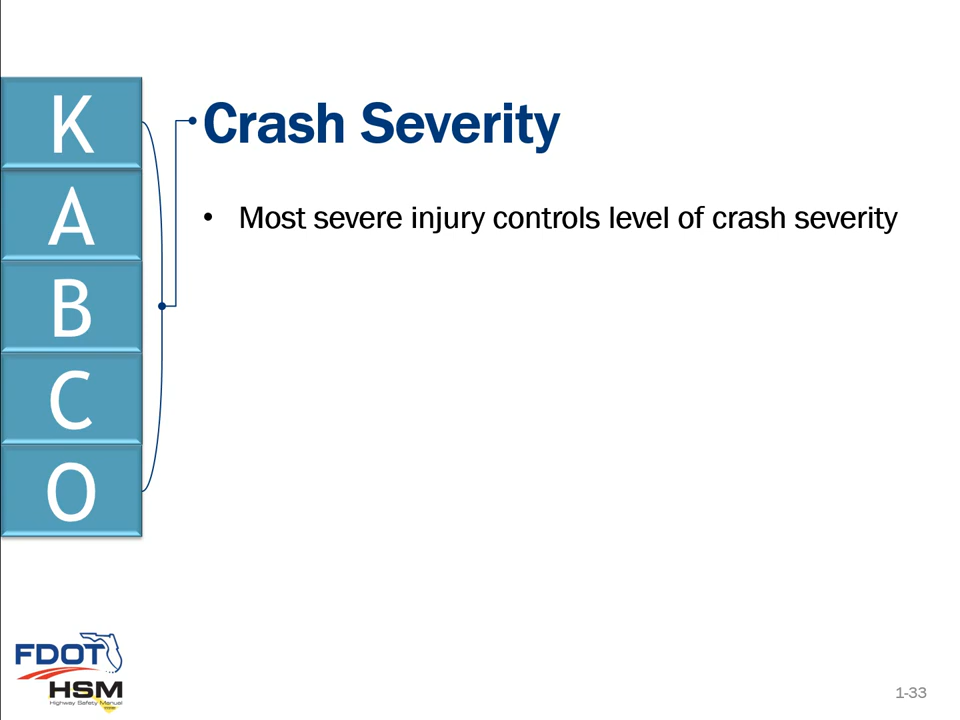 K
A
B
C
O
Crash Severity
• Most severe injury controls level of crash severity
FDOT
HSM
Highway Safety Manual
1-33